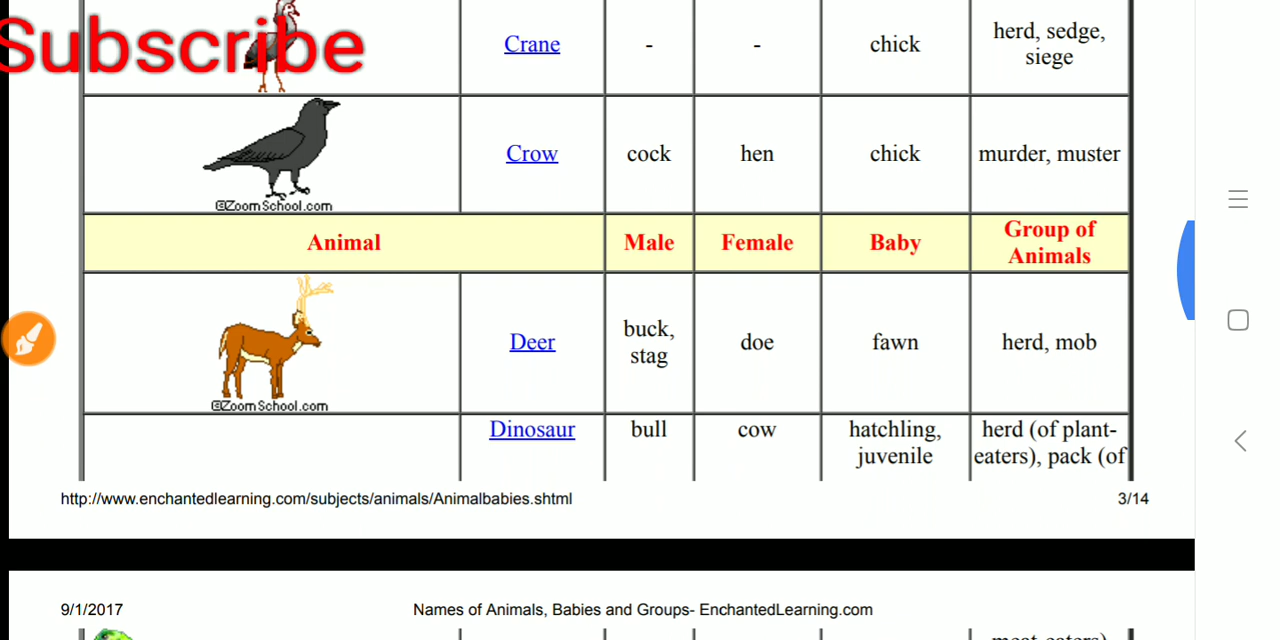 Subscribe
Crane - - chick herd, sedge,
siege
Crow cock hen chick murder, muster
©ZoomSchool.com
Animal Male Female Baby Group of
Animals
Deer buck,
stag doe fawn herd, mob
©ZoomSchool.com
Dinosaur bull cow hatchling,
juvenile herd (of plant-
eaters), pack (of
http://www.enchantedlearning.com/subjects/animals/Animalbabies.shtml 3/14
9/1/2017 Names of Animals, Babies and Groups- EnchantedLearning.com
meat-eaters)